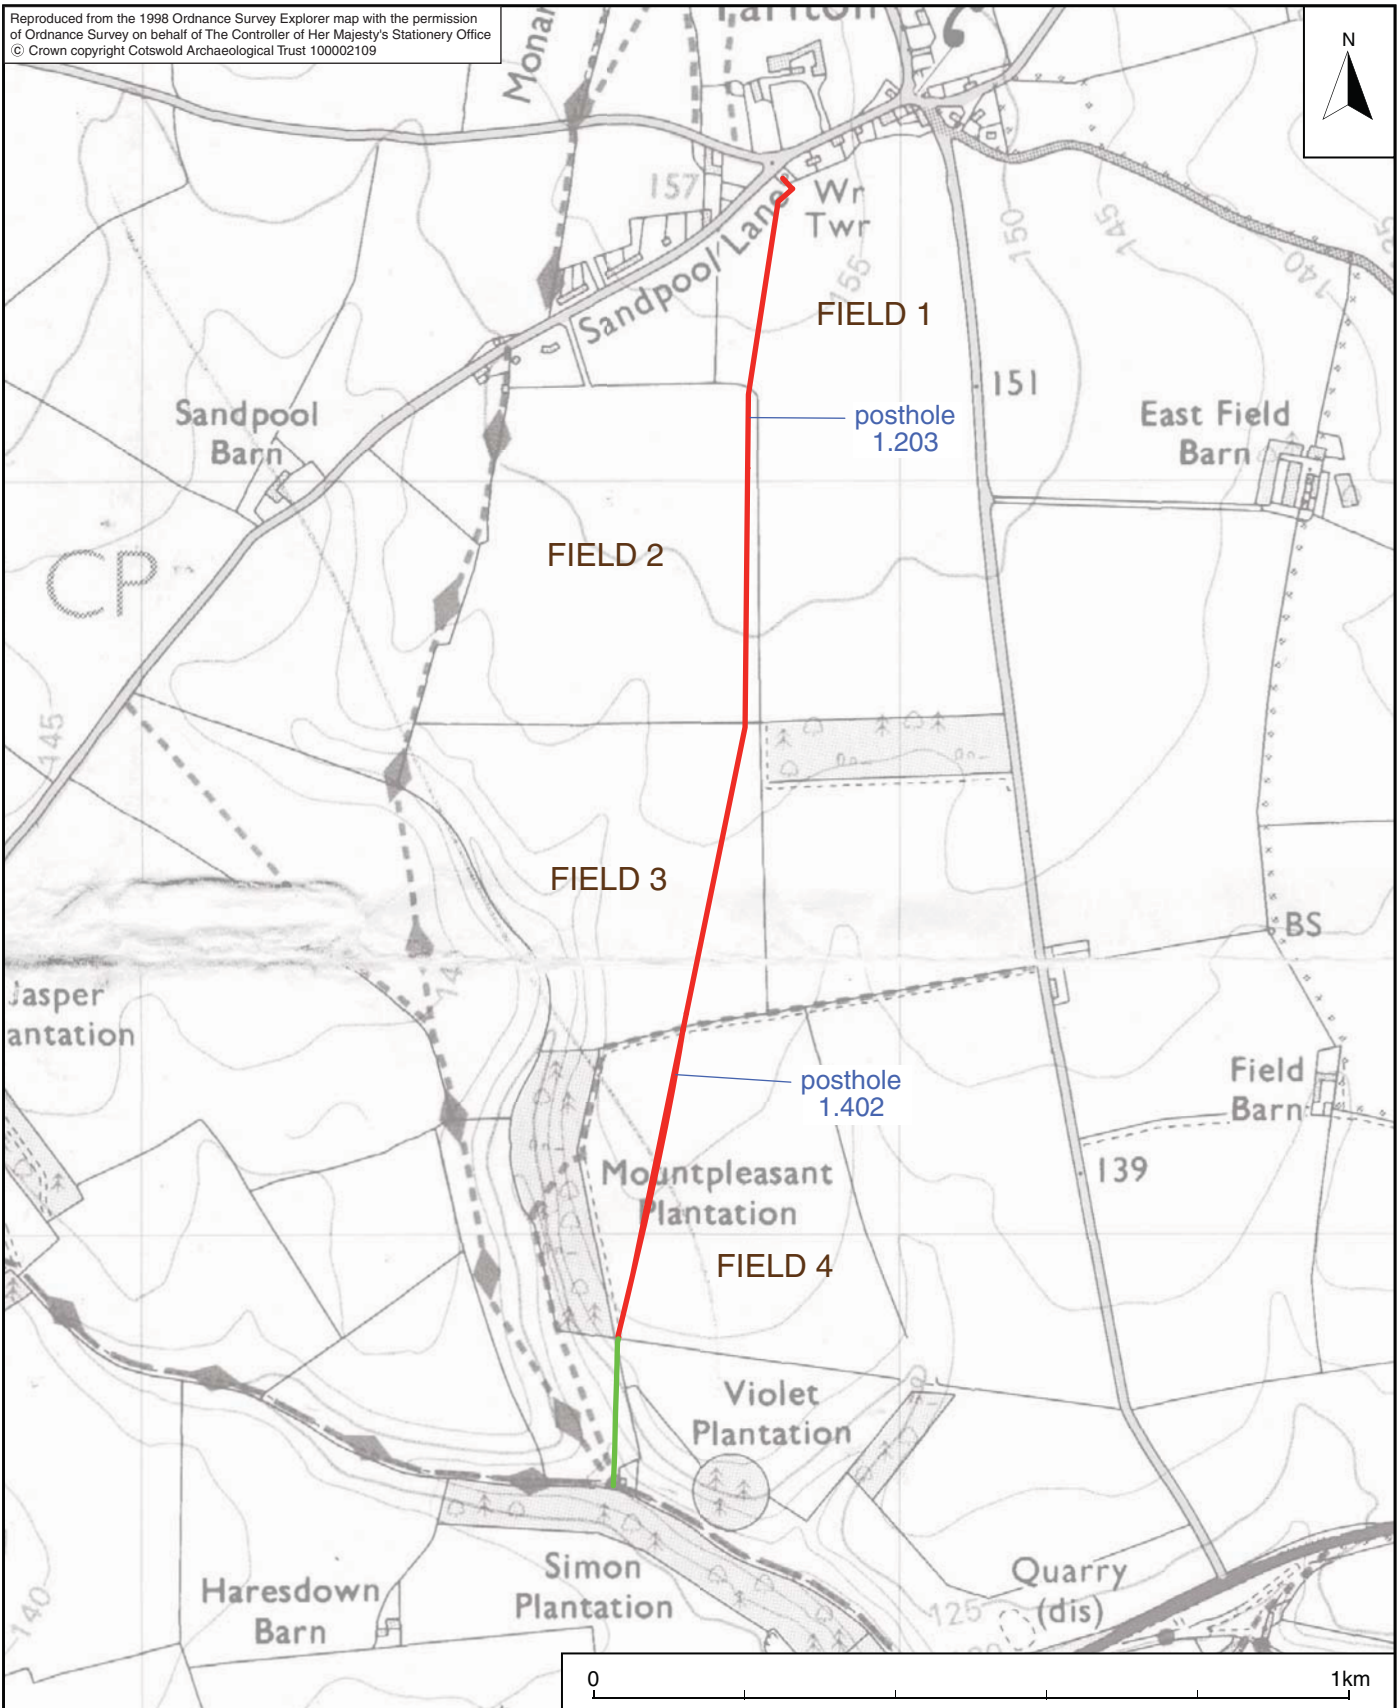 Reproduced from the 1998 Ordnance Survey Explorer map with the permission
of Ordnance Survey on behalf of The Controller of Her Majesty's Stationery Office
© Crown copyright Cotswold Archaeological Trust 100002109
N
Tarlton
Monar
157
Wr
Twr
Sandpool Lane
155
150
145
140
FIELD 1
151
posthole
1.203
Sandpool
Barn
East Field
Barn
CP
FIELD 2
145
FIELD 3
BS
Jasper
antation
14
Field
Barn
posthole
1.402
Mountpleasant
Plantation
139
FIELD 4
Violet
Plantation
Simon
Plantation
Haresdown
Barn
Quarry
(dis)
125
140
0
1km